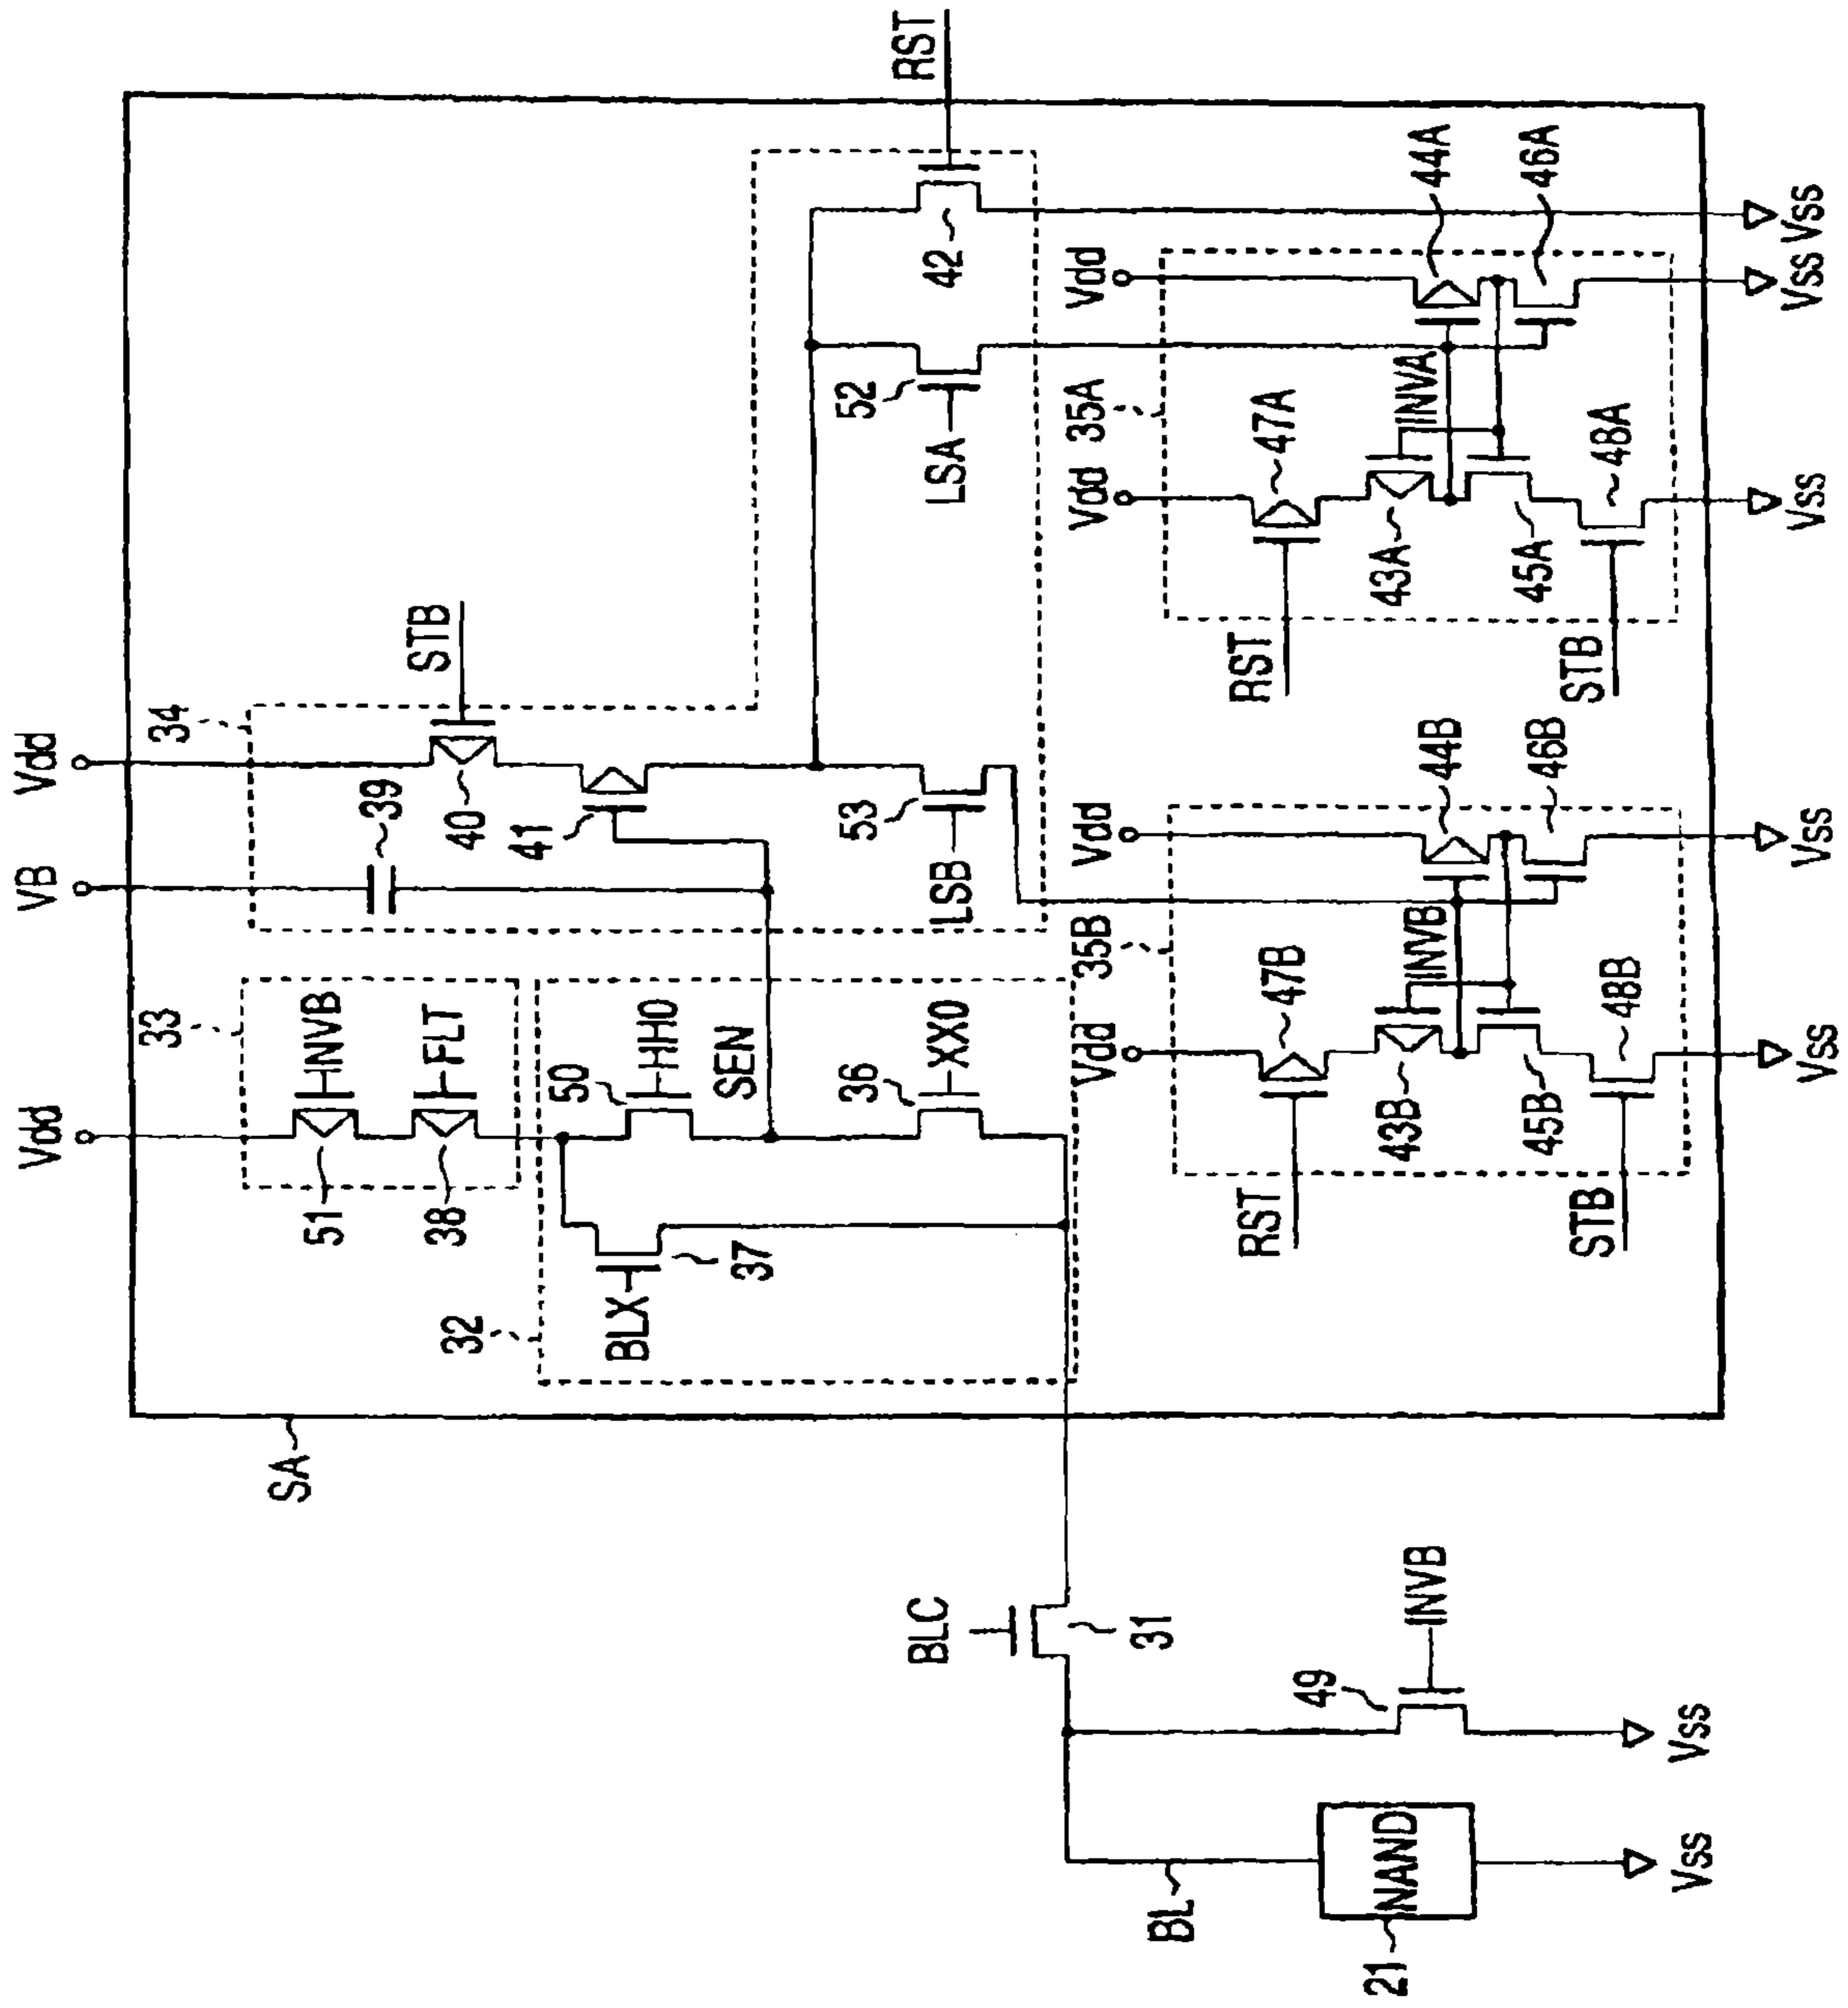 Vdd
VB
Vdd
STB
RST
SA
33
51
INVB
38
FLT
34
39
40
41
32
BLX
37
50
HHO
SEN
36
XXO
53
LSB
52
LSA
42
BLC
31
49
INVB
Vss
BL
21
NAND
Vss
35B
Vdd
Vdd
RST
47B
INVB
43B
44B
45B
46B
STB
48B
Vss
Vss
35A
Vdd
Vdd
RST
47A
INVA
43A
44A
45A
46A
STB
48A
Vss
Vss
Vss